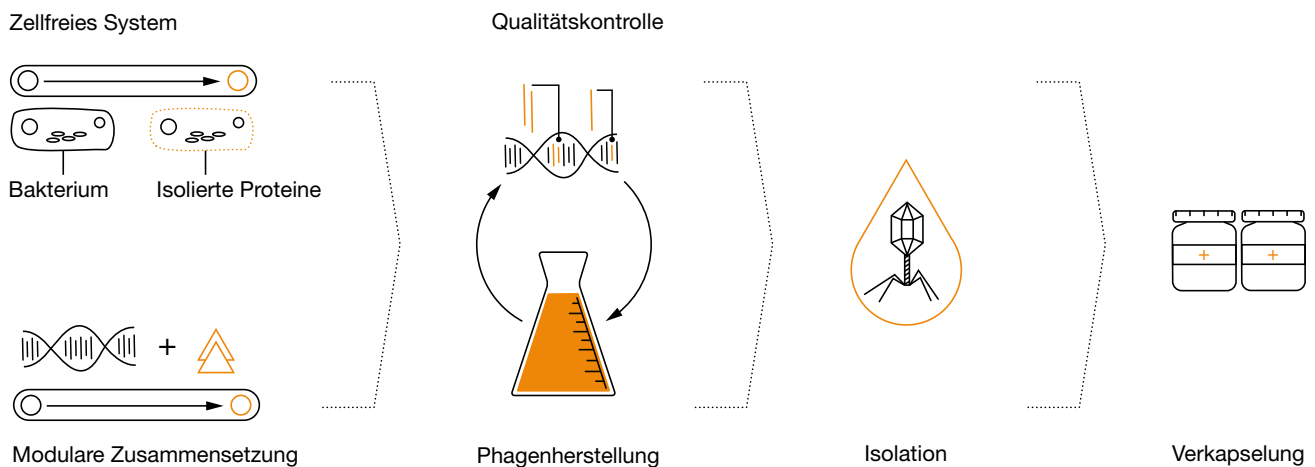 Zellfreies System
Qualitätskontrolle
Bakterium
Isolierte Proteine
Modulare Zusammensetzung
Phagenherstellung
Isolation
Verkapselung